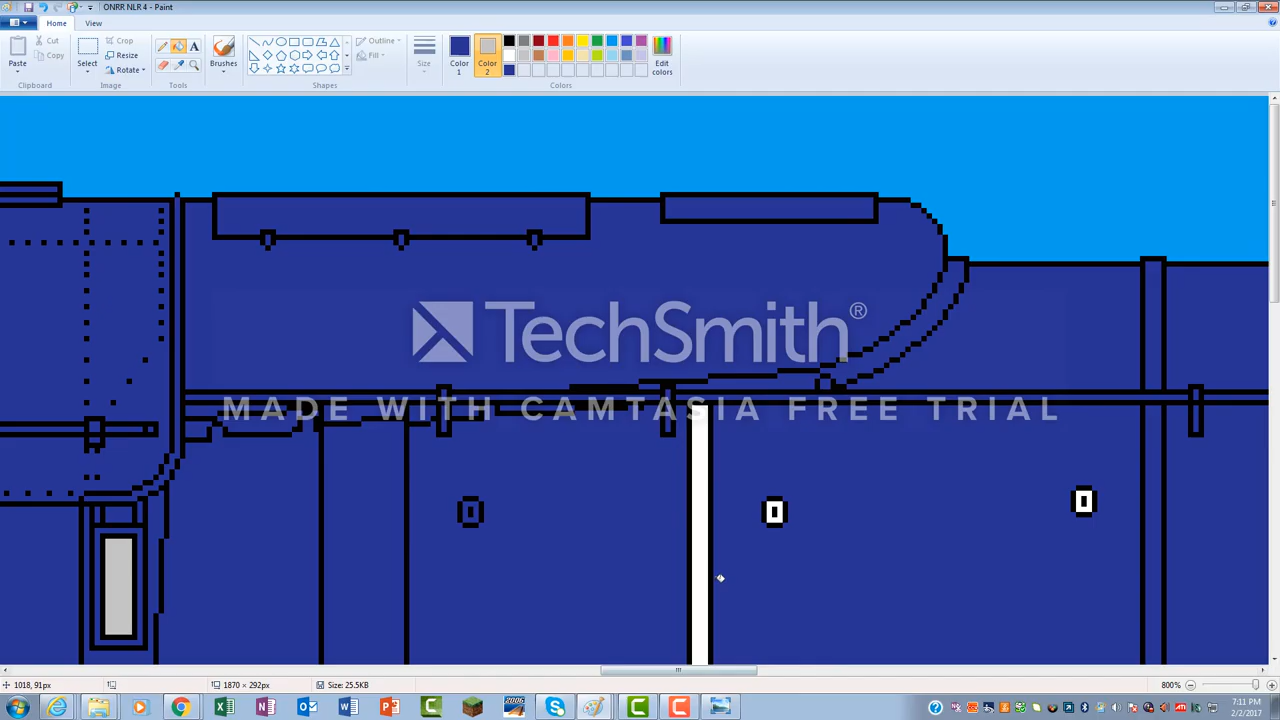 ONRR NLR 4 - Paint
Home View
Paste Cut Copy Clipboard
Select Crop Resize Rotate Image
A Tools
Brushes
Outline Fill Shapes
Size
Color 1
Color 2
Edit colors
Colors
TechSmith®
MADE WITH CAMTASIA FREE TRIAL
1018, 91px 1870 × 292px Size: 25.5KB 800%
2006
7:11 PM
2/2/2017